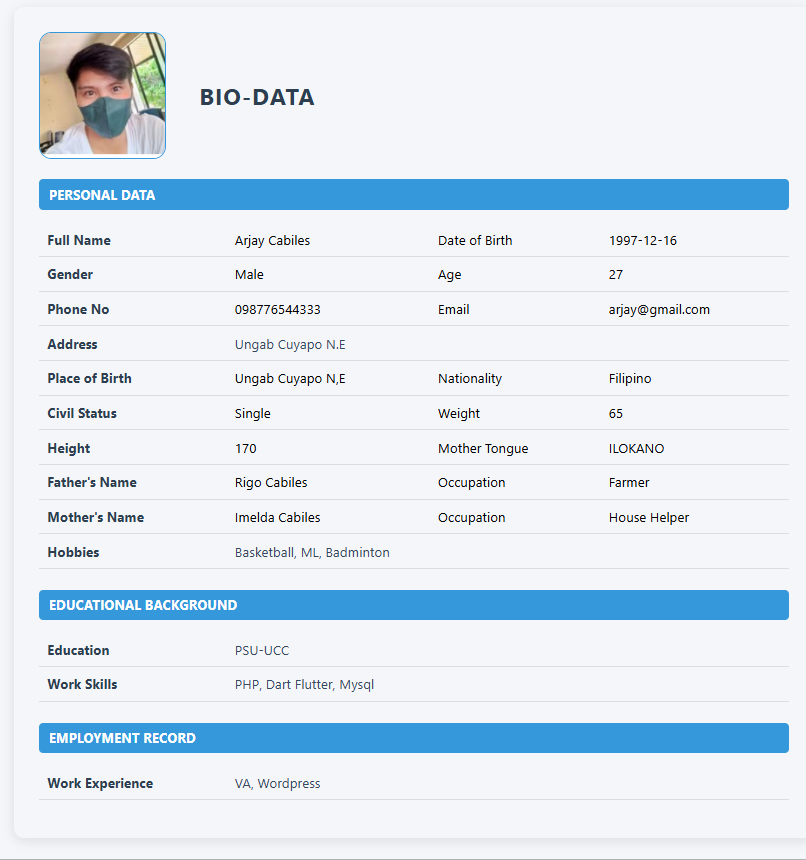 BIO-DATA
PERSONAL DATA
Full Name Arjay Cabiles Date of Birth 1997-12-16
Gender Male Age 27
Phone No 098776544333 Email arjay@gmail.com
Address Ungab Cuyapo N.E
Place of Birth Ungab Cuyapo N,E Nationality Filipino
Civil Status Single Weight 65
Height 170 Mother Tongue ILOKANO
Father's Name Rigo Cabiles Occupation Farmer
Mother's Name Imelda Cabiles Occupation House Helper
Hobbies Basketball, ML, Badminton
EDUCATIONAL BACKGROUND
Education PSU-UCC
Work Skills PHP, Dart Flutter, Mysql
EMPLOYMENT RECORD
Work Experience VA, Wordpress